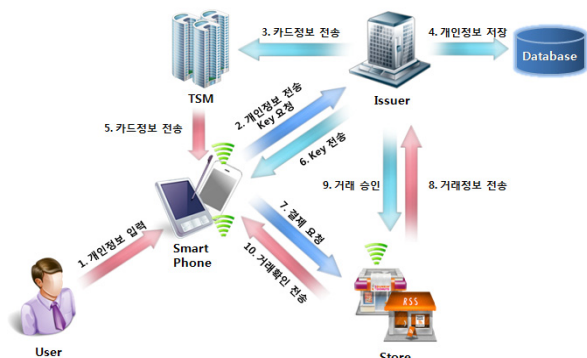 3. 카드정보 전송
4. 개인정보 저장
Database
TSM
Issuer
2. 개인정보 전송
Key 요청
5. 카드정보 전송
6. Key 전송
9. 거래 승인
8. 거래정보 전송
1. 개인정보 입력
7. 결제 요청
Smart
Phone
10. 거래확인 전송
RSS
User
Store